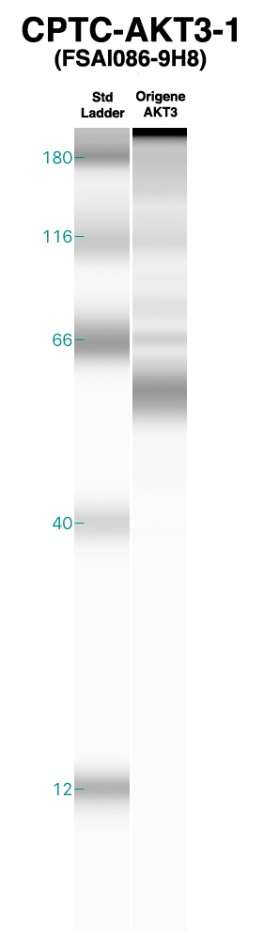 CPTC-AKT3-1
(FSAI086-9H8)
Std Ladder
Origene AKT3
180
116
66
40
12